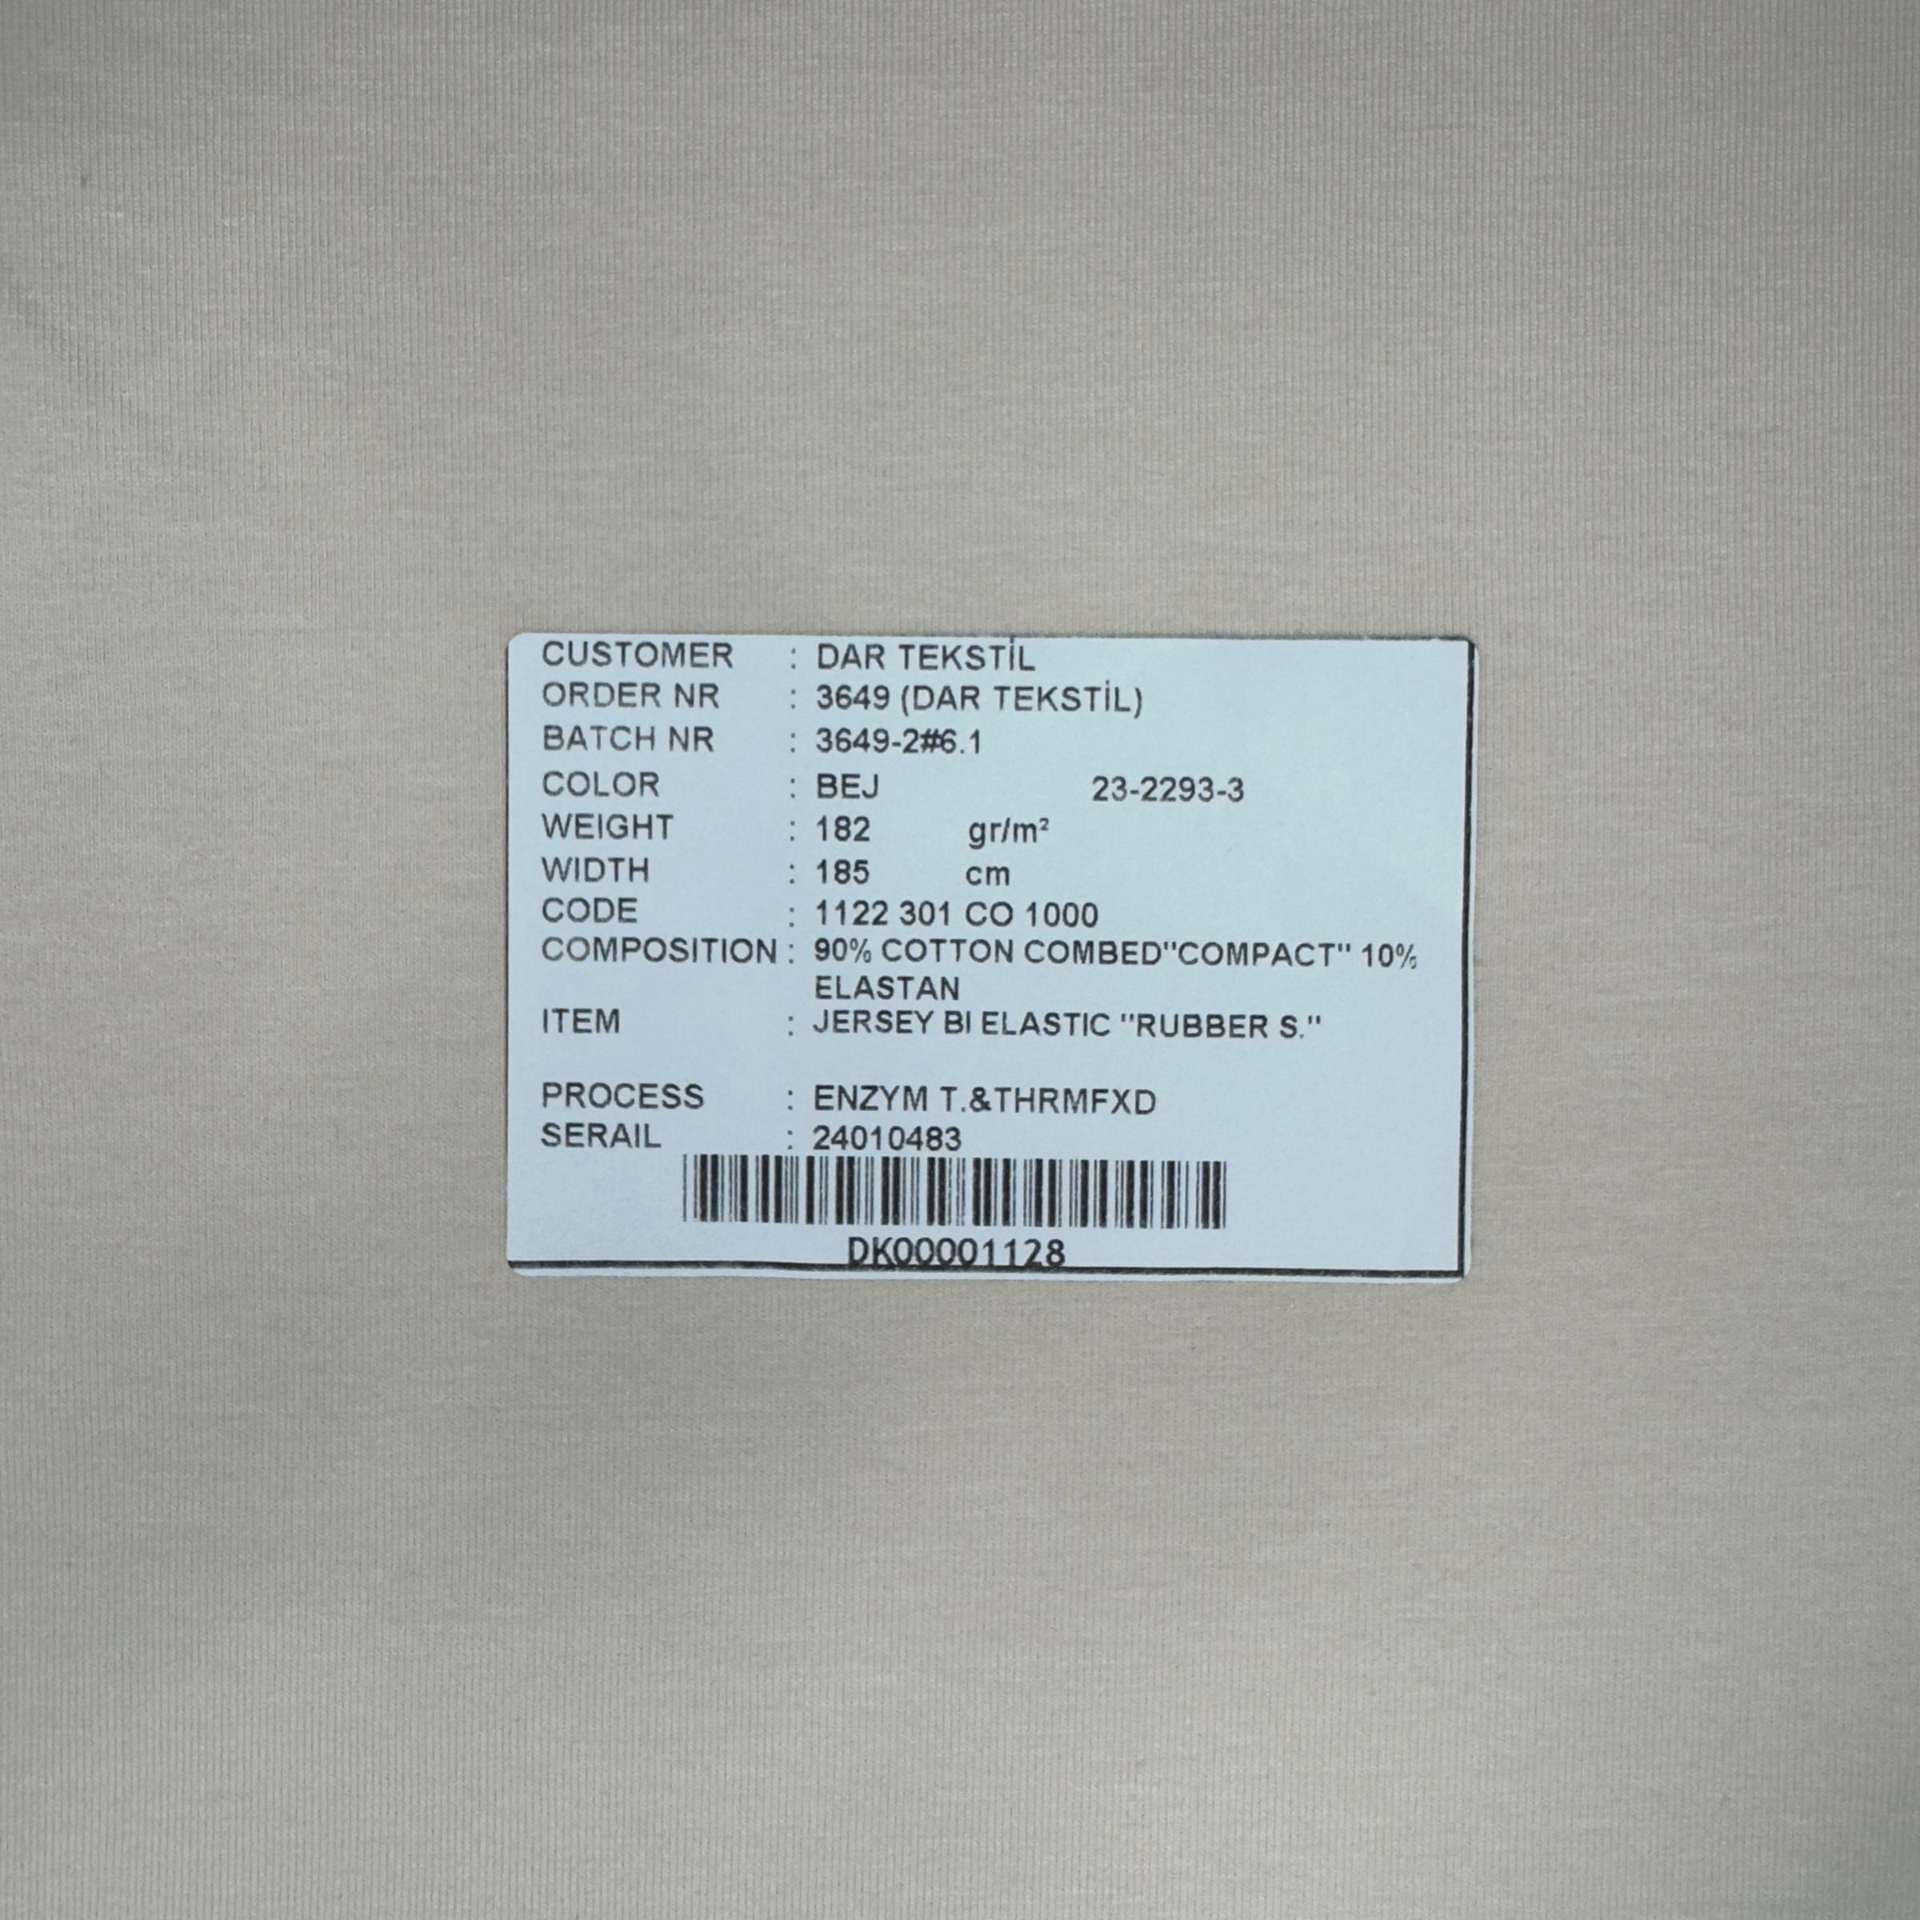 CUSTOMER : DAR TEKSTİL
ORDER NR : 3649 (DAR TEKSTİL)
BATCH NR : 3649-2#6.1
COLOR : BEJ 23-2293-3
WEIGHT : 182 gr/m²
WIDTH : 185 cm
CODE : 1122 301 CO 1000
COMPOSITION : 90% COTTON COMBED"COMPACT" 10%
ELASTAN
ITEM : JERSEY BI ELASTIC "RUBBER S."
PROCESS : ENZYM T.&THRMFXD
SERAIL : 24010483
DK00001128